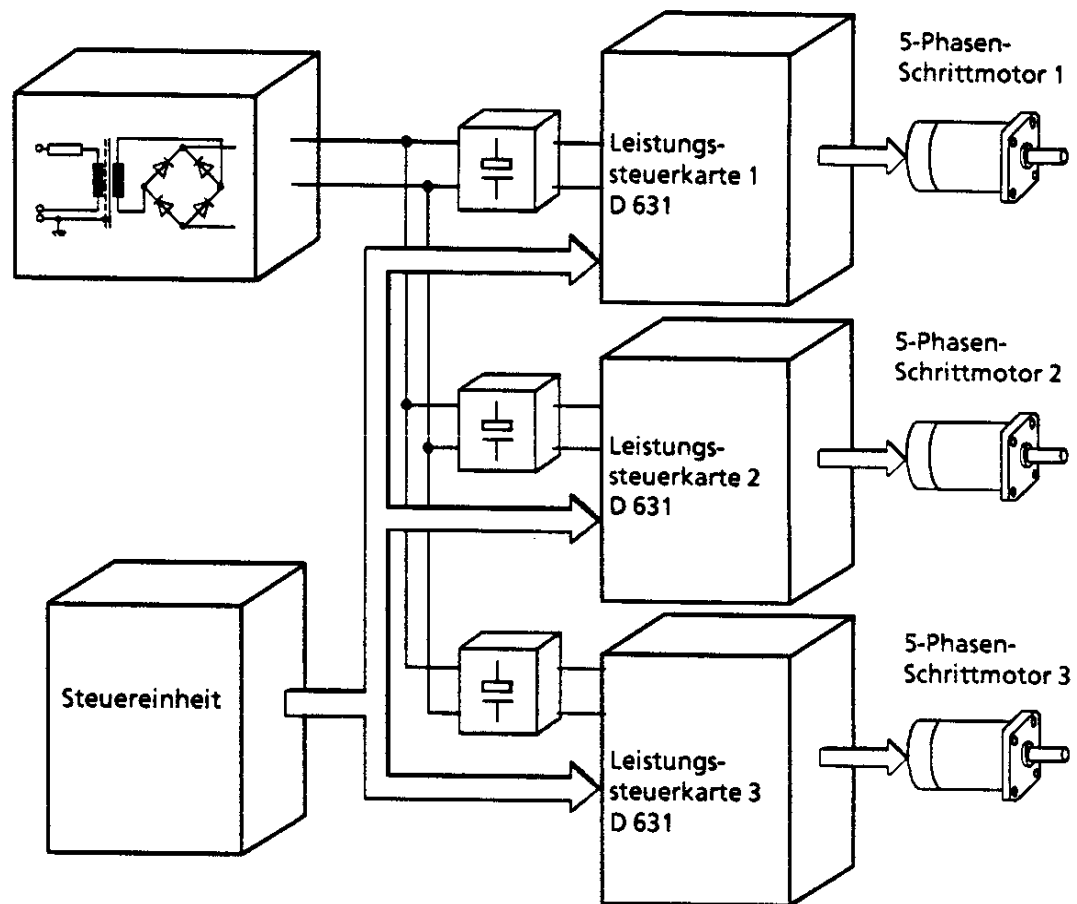 5-Phasen-
Schrittmotor 1
Leistungs-
steuerkarte 1
D 631
5-Phasen-
Schrittmotor 2
Leistungs-
steuerkarte 2
D 631
5-Phasen-
Schrittmotor 3
Steuereinheit
Leistungs-
steuerkarte 3
D 631